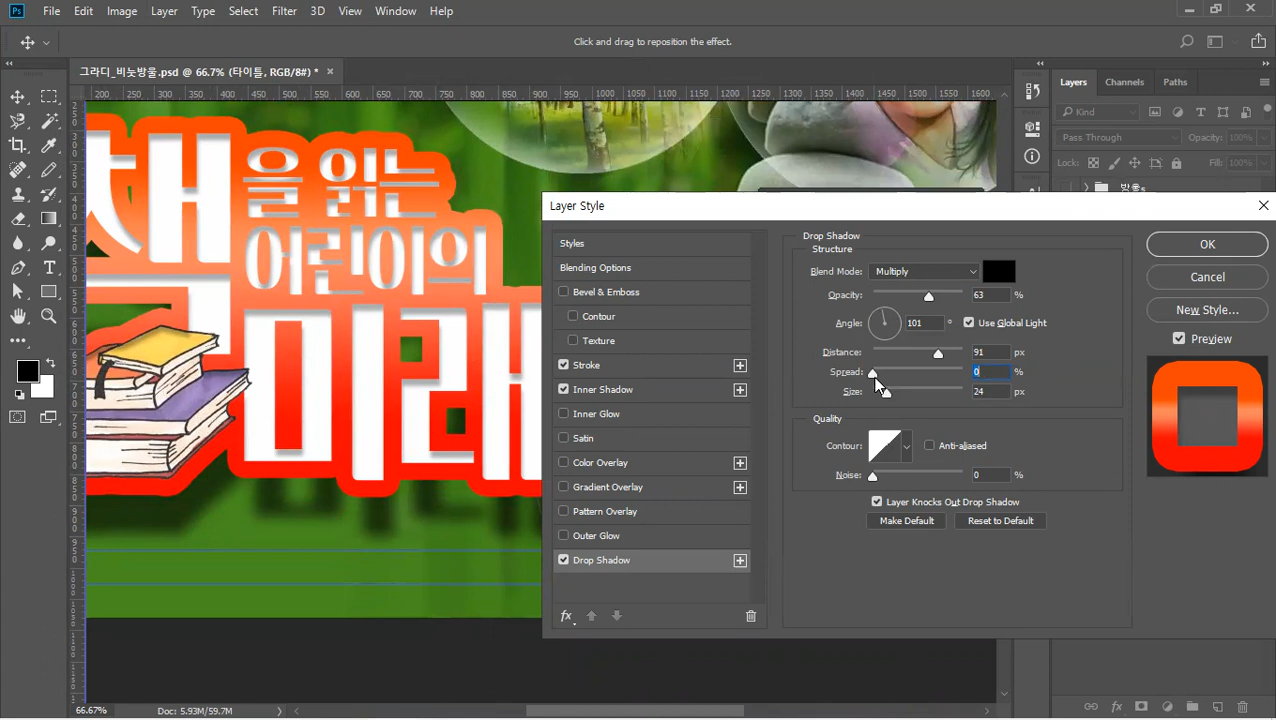 Ps File Edit Image Layer Type Select Filter 3D View Window Help
Click and drag to reposition the effect.
그라디_비눗방울.psd @ 66.7% (타이틀, RGB/8#) *
200 250 300 350 400 450 500 550 600 650 700 750 800 850 900 950 1000 1050 1100 1150 1200 1250 1300 1350 1400 1450 1500 1550 1600
책을 읽는
어린이의
미래
Layers Channels Paths
Kind
Pass Through Opacity: 100%
Lock: Fill: 100%
Layer Style
Styles
Blending Options
Bevel & Emboss
Contour
Texture
Stroke
Inner Shadow
Inner Glow
Satin
Color Overlay
Gradient Overlay
Pattern Overlay
Outer Glow
Drop Shadow
fx
Drop Shadow
Structure
Blend Mode: Multiply
Opacity: 63 %
Angle: 101 ° Use Global Light
Distance: 91 px
Spread: 0 %
Size: 24 px
Quality
Contour: Anti-aliased
Noise: 0 %
Layer Knocks Out Drop Shadow
Make Default Reset to Default
OK
Cancel
New Style...
Preview
66.67% Doc: 5.93M/59.7M